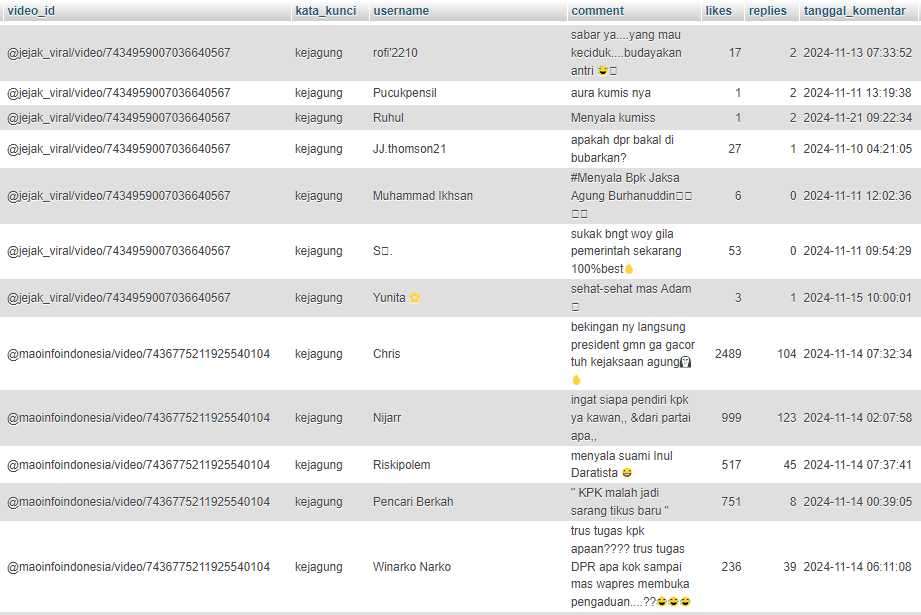 video_id kata_kunci username comment likes replies tanggal_komentar
sabar ya....yang mau
@jejak_viral/video/7434959007036640567 kejagung rofi'2210 keciduk....budayakan 17 2 2024-11-13 07:33:52
antri 🤣
@jejak_viral/video/7434959007036640567 kejagung Pucukpensil aura kumis nya 1 2 2024-11-11 13:19:38
@jejak_viral/video/7434959007036640567 kejagung Ruhul Menyala kumiss 1 2 2024-11-21 09:22:34
apakah dpr bakal di
@jejak_viral/video/7434959007036640567 kejagung JJ.thomson21 bubarkan? 27 1 2024-11-10 04:21:05
#Menyala Bpk Jaksa
@jejak_viral/video/7434959007036640567 kejagung Muhammad Ikhsan Agung Burhanuddin 6 0 2024-11-11 12:02:36
sukak bngt woy gila
@jejak_viral/video/7434959007036640567 kejagung S. pemerintah sekarang 53 0 2024-11-11 09:54:29
100%best
@jejak_viral/video/7434959007036640567 kejagung Yunita sehat-sehat mas Adam 3 1 2024-11-15 10:00:01
bekingan ny langsung
@maoinfoindonesia/video/7436775211925540104 kejagung Chris president gmn ga gacor 2489 104 2024-11-14 07:32:34
tuh kejaksaan agung
ingat siapa pendiri kpk
@maoinfoindonesia/video/7436775211925540104 kejagung Nijarr ya kawan,, &dari partai 999 123 2024-11-14 02:07:58
apa,,
menyala suami Inul
@maoinfoindonesia/video/7436775211925540104 kejagung Riskipolem Daratista 😂 517 45 2024-11-14 07:37:41
" KPK malah jadi
@maoinfoindonesia/video/7436775211925540104 kejagung Pencari Berkah sarang tikus baru " 751 8 2024-11-14 00:39:05
trus tugas kpk
apaan???? trus tugas
@maoinfoindonesia/video/7436775211925540104 kejagung Winarko Narko DPR apa kok sampai 236 39 2024-11-14 06:11:08
mas wapres membuka
pengaduan....??😂😂😂